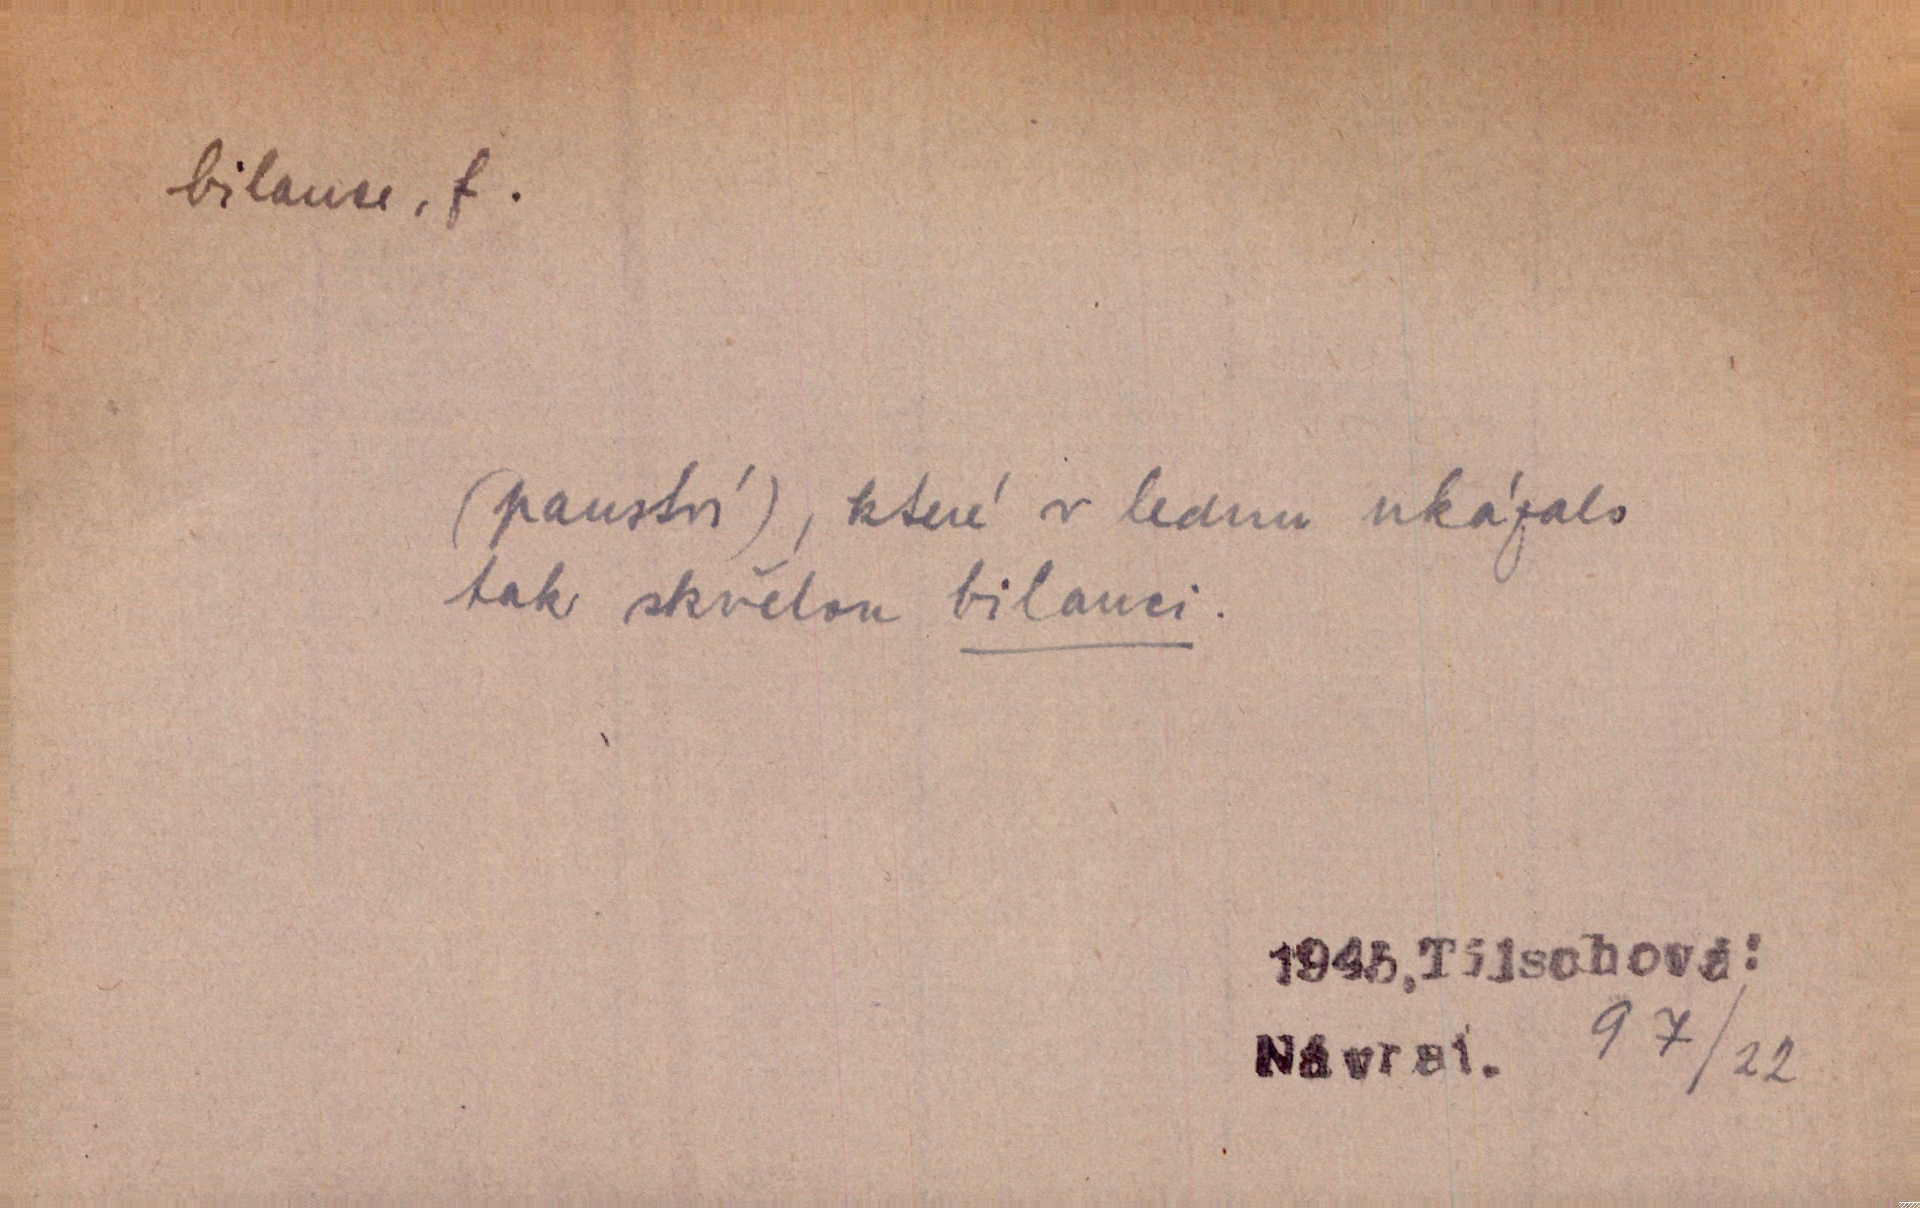 bilance, f.
(panství), které v lednu ukázalo
tak skvělou bilanci.
1945, Tilschová:
Návrat. 97/22